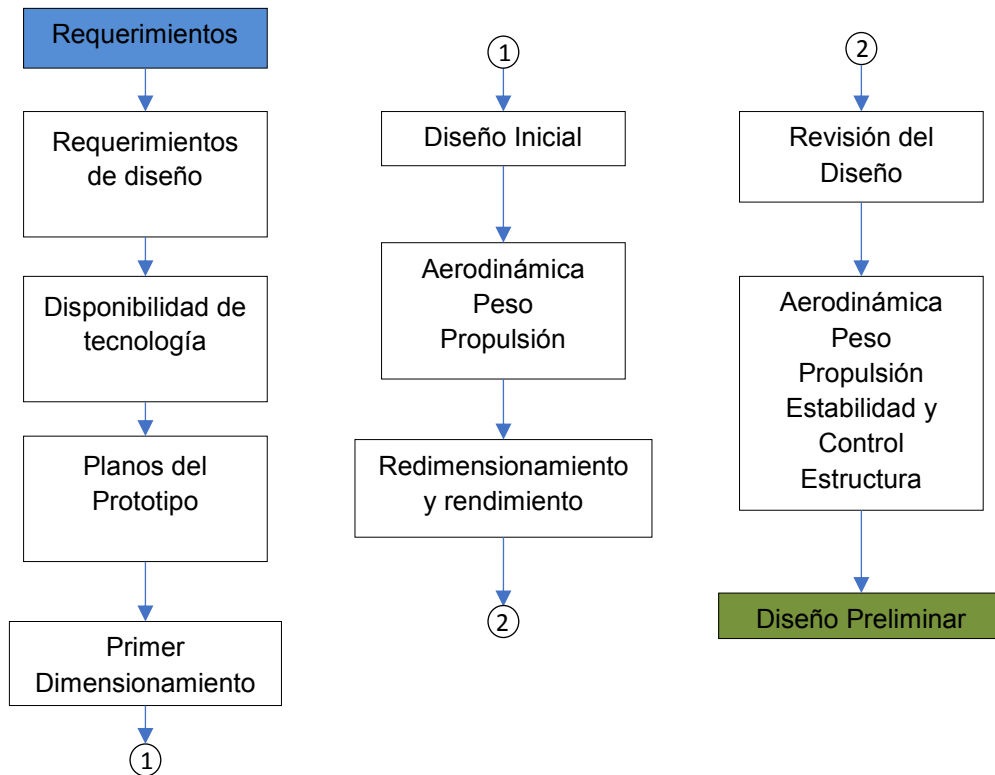 Requerimientos
Requerimientos
de diseño
Disponibilidad de
tecnología
Planos del
Prototipo
Primer
Dimensionamiento
1
1
Diseño Inicial
Aerodinámica
Peso
Propulsión
Redimensionamiento
y rendimiento
2
2
Revisión del
Diseño
Aerodinámica
Peso
Propulsión
Estabilidad y
Control
Estructura
Diseño Preliminar